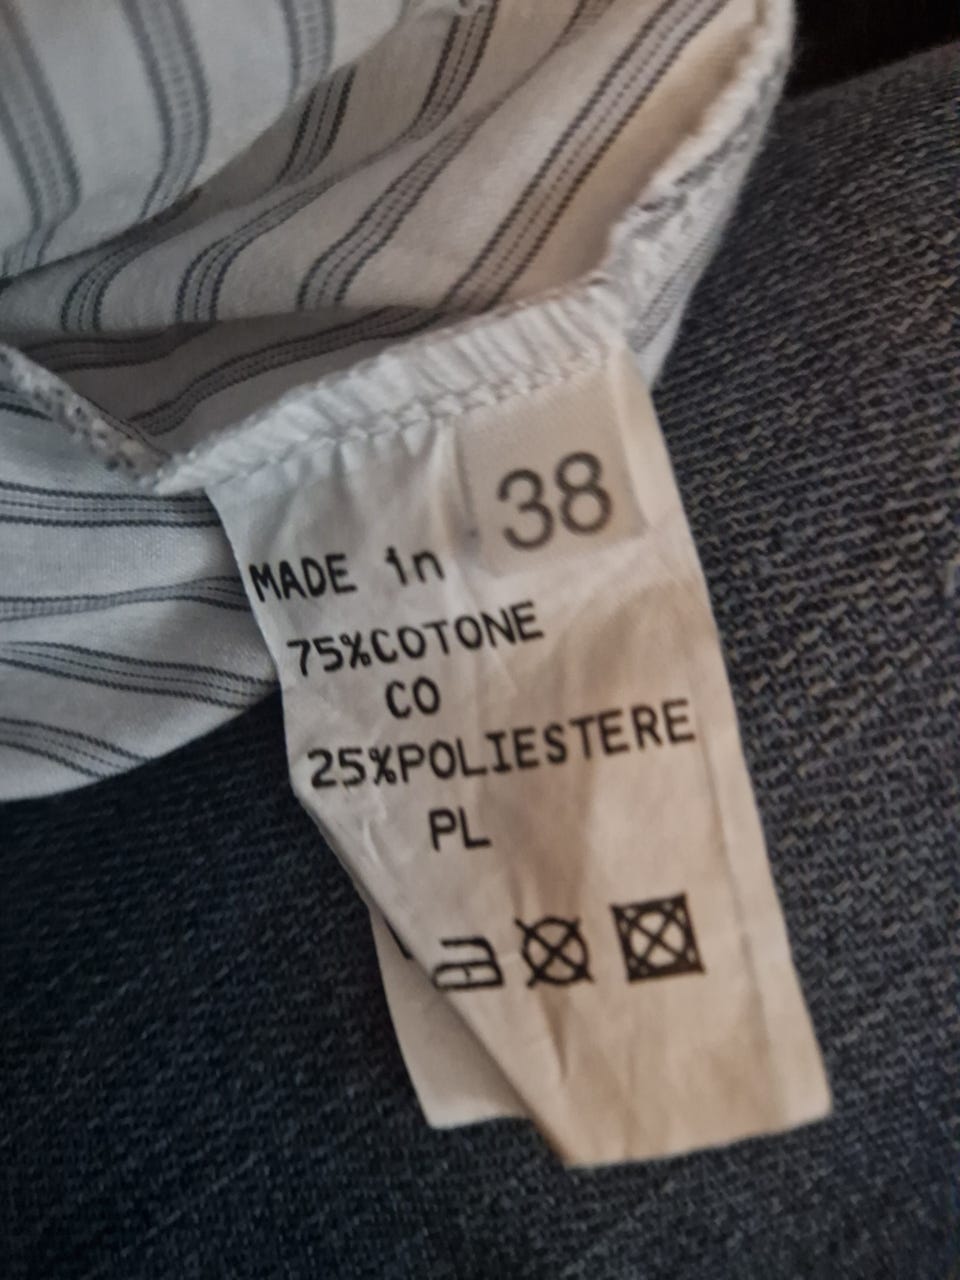 38
MADE in
75%COTONE
CO
25%POLIESTERE
PL